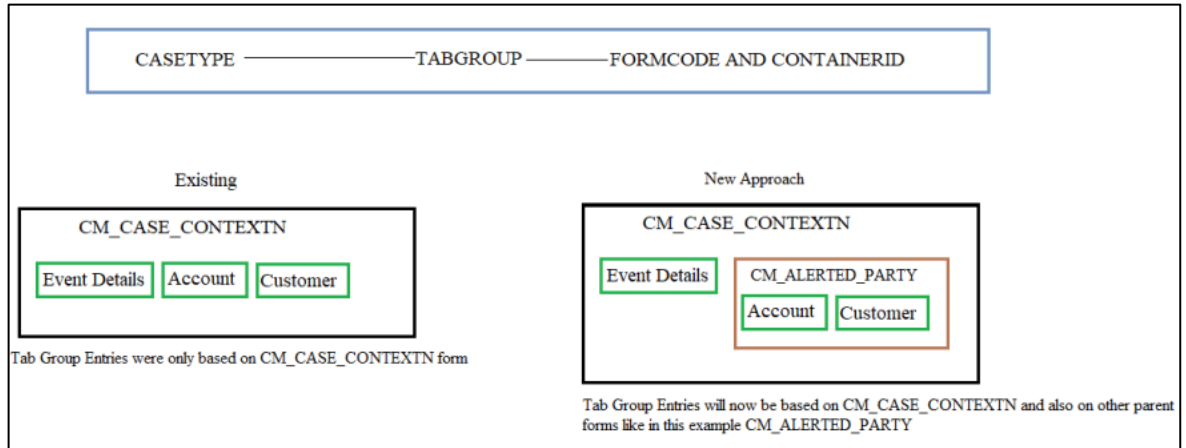 CASETYPE TABGROUP FORMCODE AND CONTAINERID
Existing
CM_CASE_CONTEXTN
Event Details Account Customer
Tab Group Entries were only based on CM_CASE_CONTEXTN form
New Approach
CM_CASE_CONTEXTN
Event Details CM_ALERTED_PARTY
Account Customer
Tab Group Entries will now be based on CM_CASE_CONTEXTN and also on other parent
forms like in this example CM_ALERTED_PARTY